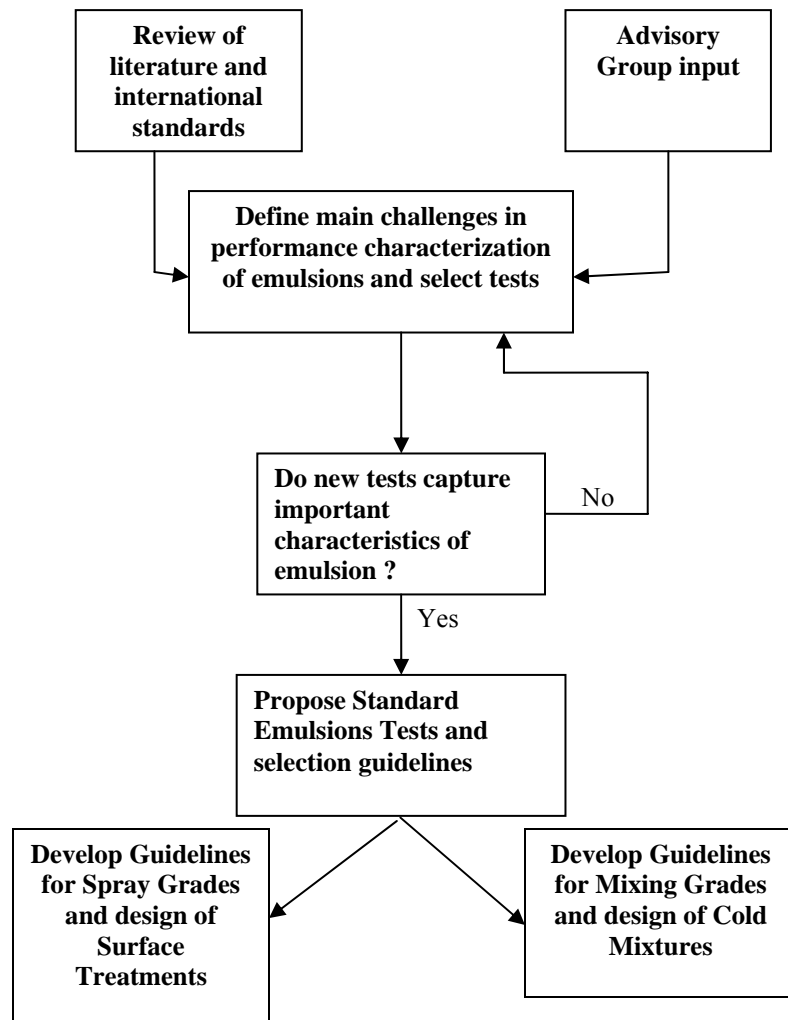 Review of
literature and
international
standards
Advisory
Group input
Define main challenges in
performance characterization
of emulsions and select tests
Do new tests capture
important
characteristics of
emulsion ?
No
Yes
Propose Standard
Emulsions Tests and
selection guidelines
Develop Guidelines
for Spray Grades
and design of
Surface
Treatments
Develop Guidelines
for Mixing Grades
and design of Cold
Mixtures